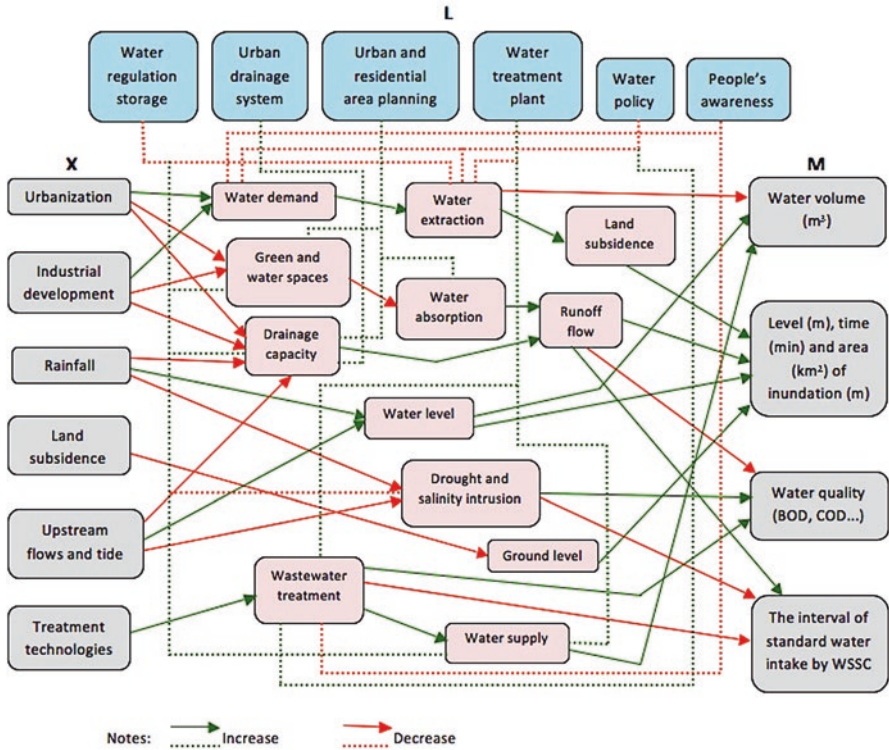 L
Water
regulation
storage
Urban
drainage
system
Urban and
residential
area planning
Water
treatment
plant
Water
policy
People's
awareness
X
M
Urbanization
Industrial
development
Rainfall
Land
subsidence
Upstream
flows and tide
Treatment
technologies
Water demand
Water
extraction
Land
subsidence
Green and
water spaces
Water
absorption
Runoff
flow
Drainage
capacity
Water level
Drought and
salinity intrusion
Ground level
Wastewater
treatment
Water supply
Water volume
(m³)
Level (m), time
(min) and area
(km²) of
inundation (m)
Water quality
(BOD, COD...)
The interval of
standard water
intake by WSSC
Notes: Increase Decrease